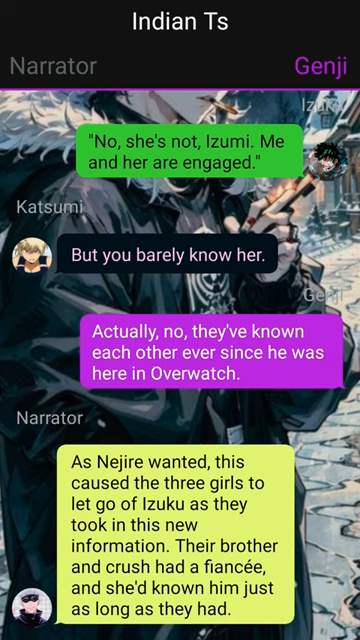 Indian Ts
Narrator
Genji
Izuku
"No, she's not, Izumi. Me
and her are engaged."
Katsumi
But you barely know her.
Genji
Actually, no, they've known
each other ever since he was
here in Overwatch.
Narrator
As Nejire wanted, this
caused the three girls to
let go of Izuku as they
took in this new
information. Their brother
and crush had a fiancée,
and she'd known him just
as long as they had.